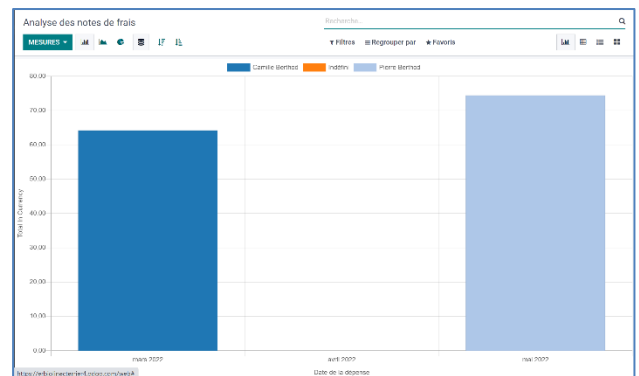 Analyse des notes de frais
Recherche...
MESURES
Filtres
Regrouper par
Favoris
Camille Berthod
Indéfini
Pierre Berthod
80.00
70.00
60.00
50.00
40.00
30.00
20.00
10.00
0.00
Total In Currency
mars 2022
avril 2022
mai 2022
Date de la dépense